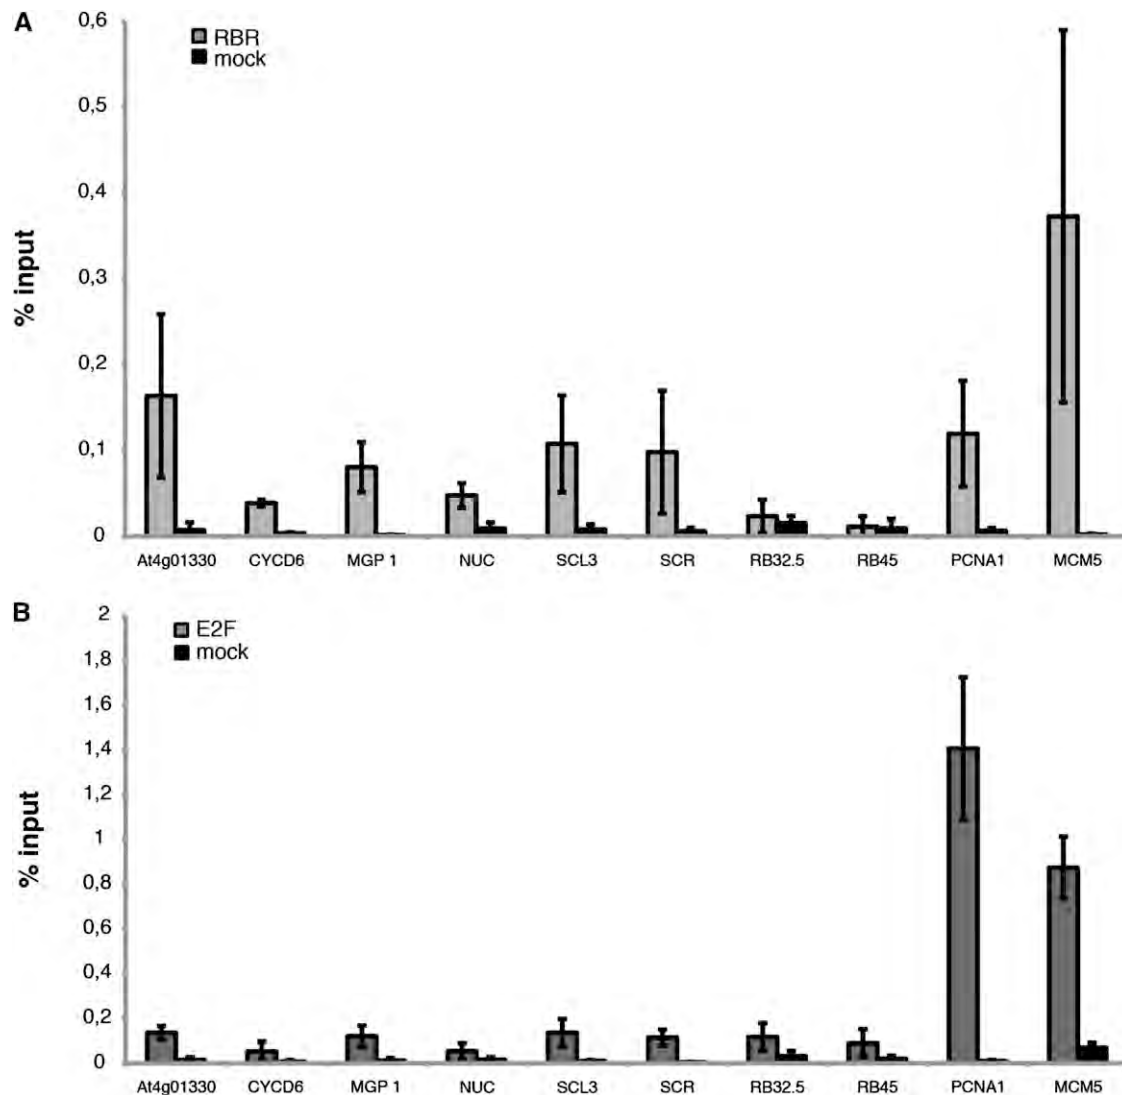 A
RBR
mock
0,6
0,5
0,4
0,3
0,2
0,1
0
% input
At4g01330 CYCD6 MGP 1 NUC SCL3 SCR RB32.5 RB45 PCNA1 MCM5
B
E2F
mock
2
1,8
1,6
1,4
1,2
1
0,8
0,6
0,4
0,2
0
% input
At4g01330 CYCD6 MGP 1 NUC SCL3 SCR RB32.5 RB45 PCNA1 MCM5